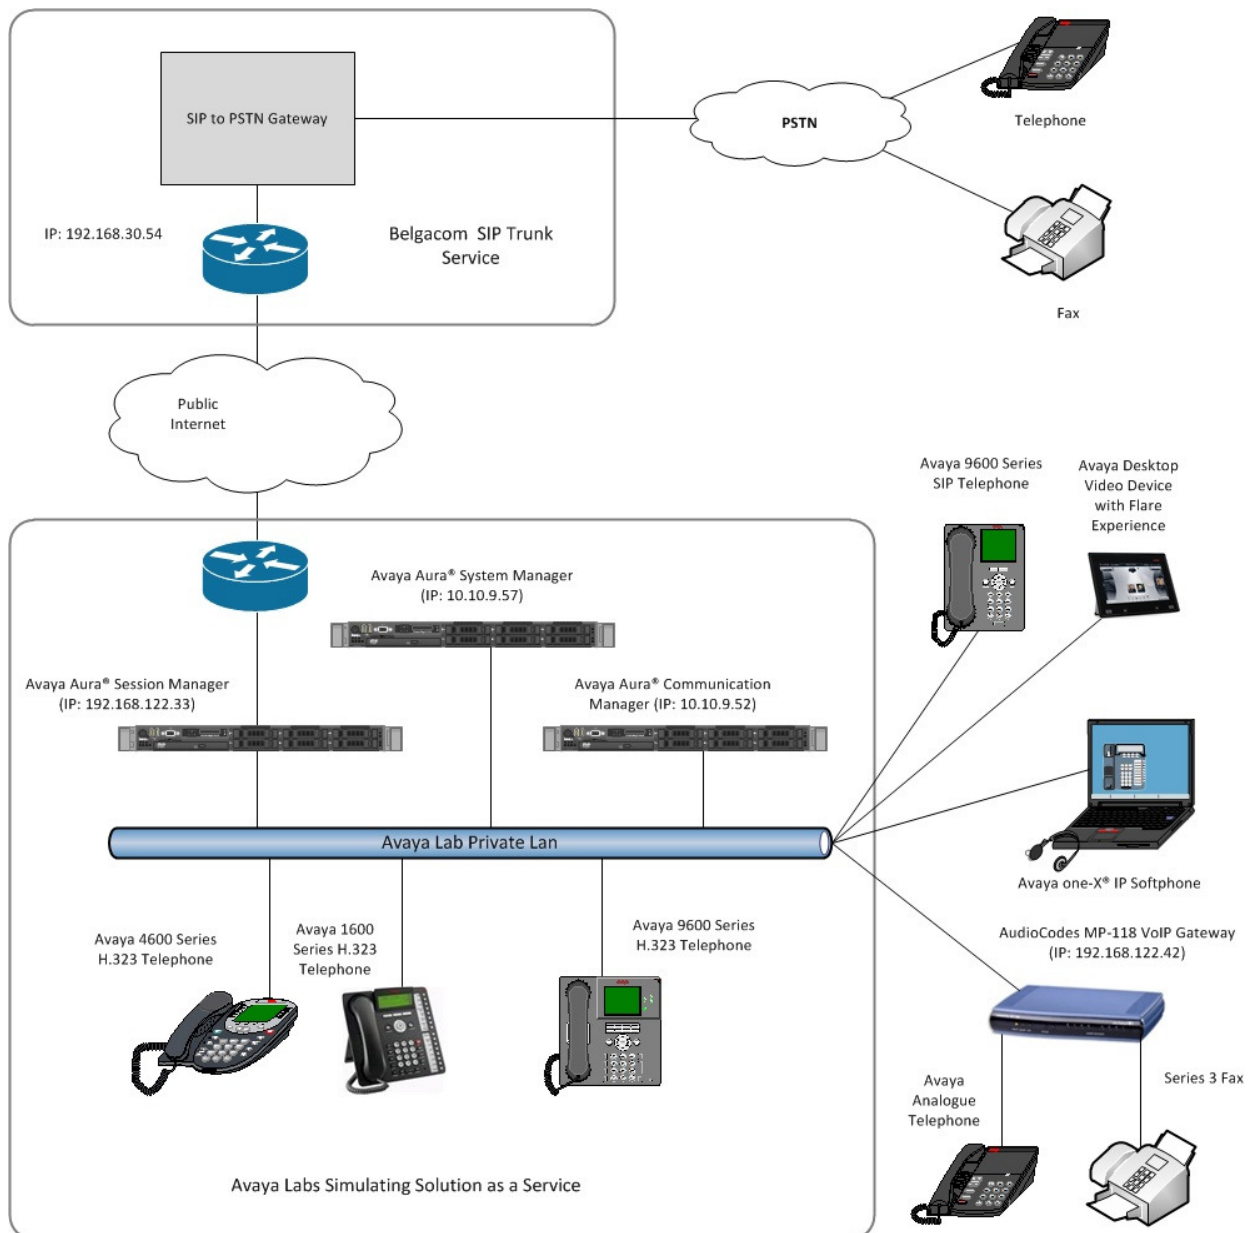 SIP to PSTN Gateway
PSTN
Telephone
IP: 192.168.30.54
Belgacom SIP Trunk
Service
Fax
Public
Internet
Avaya 9600 Series
SIP Telephone
Avaya Desktop
Video Device
with Flare
Experience
Avaya Aura® System Manager
(IP: 10.10.9.57)
Avaya Aura® Session Manager
(IP: 192.168.122.33)
Avaya Aura® Communication
Manager (IP: 10.10.9.52)
Avaya Lab Private Lan
Avaya one-X® IP Softphone
Avaya 4600 Series
H.323 Telephone
Avaya 1600
Series H.323
Telephone
Avaya 9600 Series
H.323 Telephone
AudioCodes MP-118 VoIP Gateway
(IP: 192.168.122.42)
Avaya
Analogue
Telephone
Series 3 Fax
Avaya Labs Simulating Solution as a Service